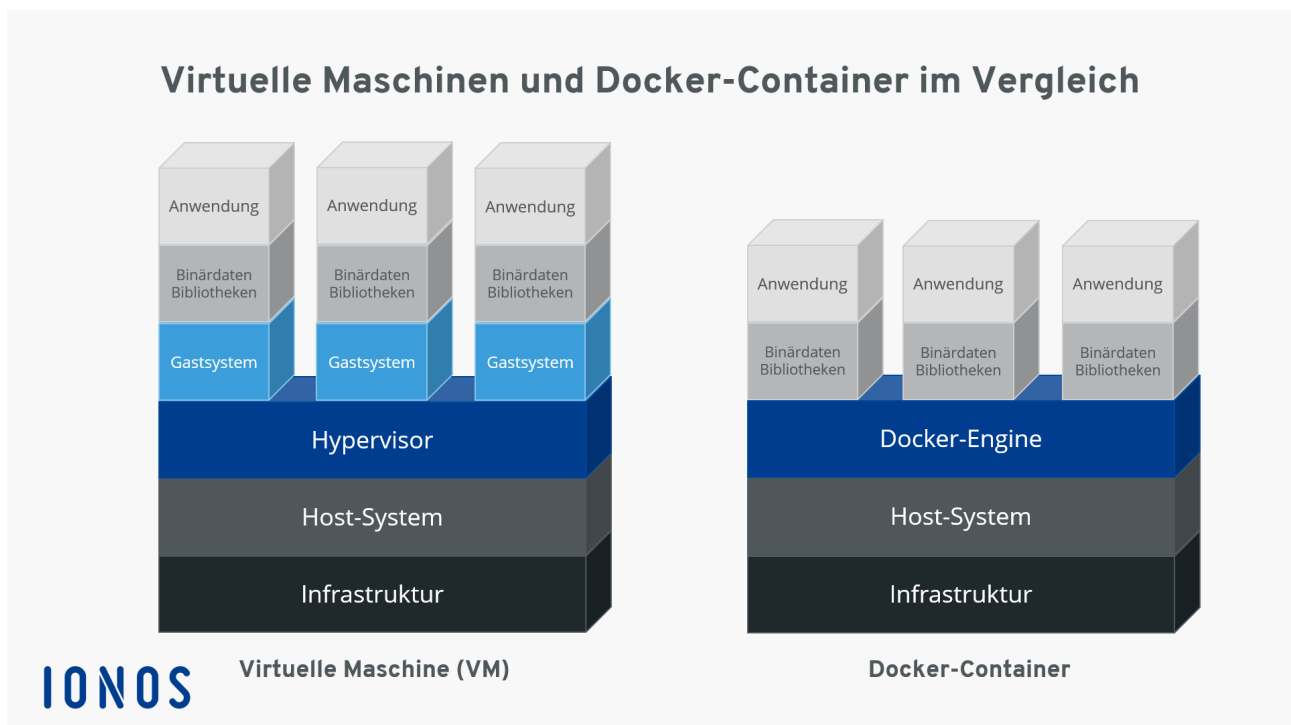 Virtuelle Maschinen und Docker-Container im Vergleich
Anwendung
Anwendung
Anwendung
Binärdaten
Bibliotheken
Binärdaten
Bibliotheken
Binärdaten
Bibliotheken
Gastsystem
Gastsystem
Gastsystem
Hypervisor
Host-System
Infrastruktur
Virtuelle Maschine (VM)
Anwendung
Anwendung
Anwendung
Binärdaten
Bibliotheken
Binärdaten
Bibliotheken
Binärdaten
Bibliotheken
Docker-Engine
Host-System
Infrastruktur
Docker-Container
IONOS